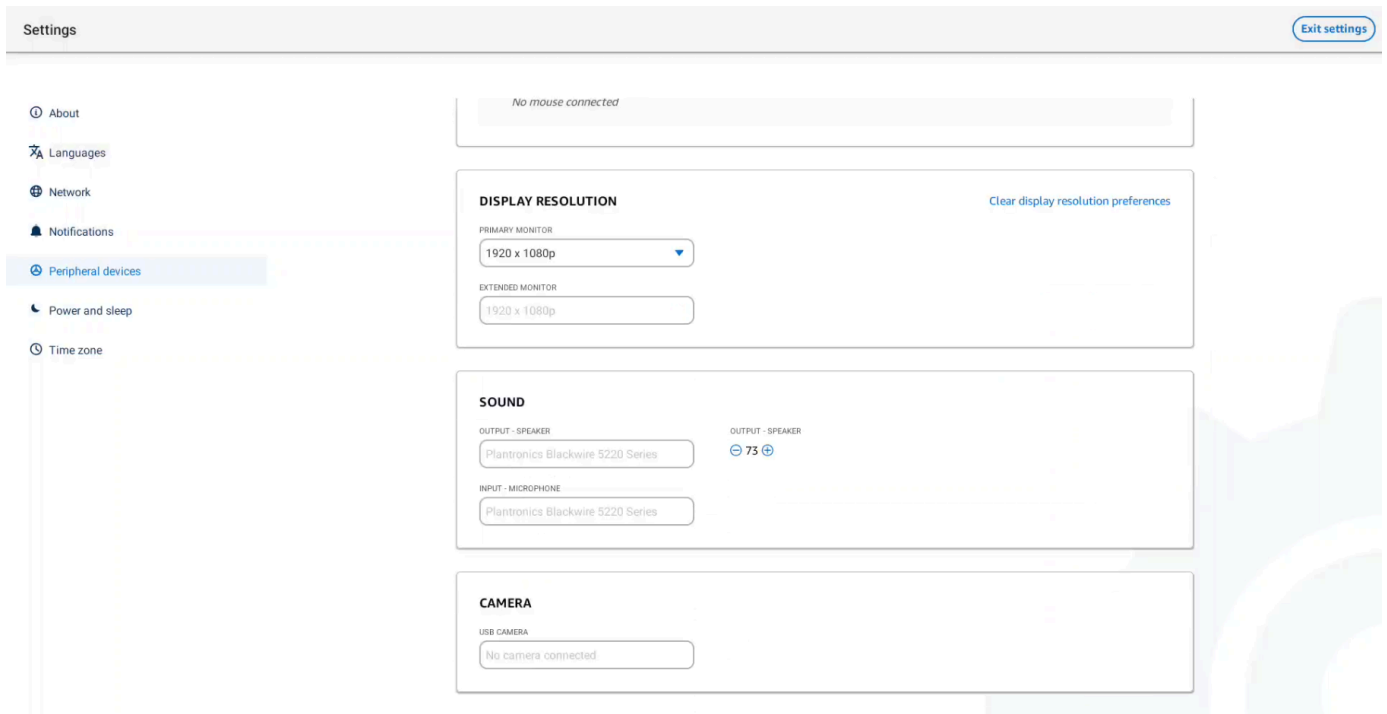 Settings
Exit settings
About
Languages
Network
Notifications
Peripheral devices
Power and sleep
Time zone
No mouse connected
DISPLAY RESOLUTION
Clear display resolution preferences
PRIMARY MONITOR
1920 x 1080p
EXTENDED MONITOR
1920 x 1080p
SOUND
OUTPUT - SPEAKER
Plantronics Blackwire 5220 Series
OUTPUT - SPEAKER
73
INPUT - MICROPHONE
Plantronics Blackwire 5220 Series
CAMERA
USB CAMERA
No camera connected